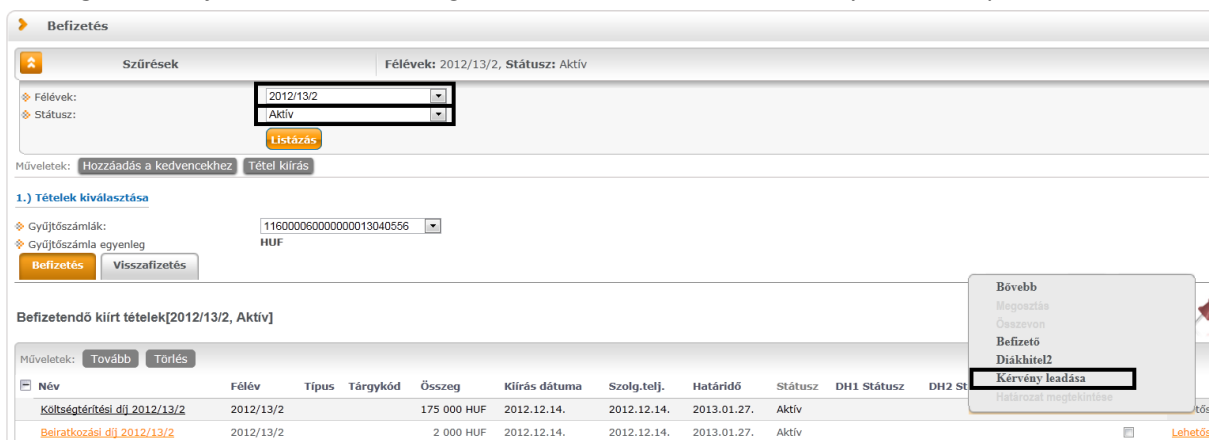 Befizetés
Szűrések Félévek: 2012/13/2, Státusz: Aktív
Félévek: 2012/13/2
Státusz: Aktív
Listázás
Műveletek: Hozzáadás a kedvencekhez Tétel kiírás
1.) Tételek kiválasztása
Gyűjtőszámlák: 116000060000000013040556
Gyűjtőszámla egyenleg HUF
Befizetés Visszafizetés
Bővebb
Megosztás
Összevon
Befizető
Diákhitel2
Kérvény leadása
Határozat megtekintése
Befizetendő kiírt tételek[2012/13/2, Aktív]
Műveletek: Tovább Törlés
Név Félév Típus Tárgykód Összeg Kiírás dátuma Szolg.telj. Határidő Státusz DH1 Státusz DH2 St
Költségtérítési díj 2012/13/2 2012/13/2 175 000 HUF 2012.12.14. 2012.12.14. 2013.01.27. Aktív
Beiratkozási díj 2012/13/2 2012/13/2 2 000 HUF 2012.12.14. 2012.12.14. 2013.01.27. Aktív Lehetős